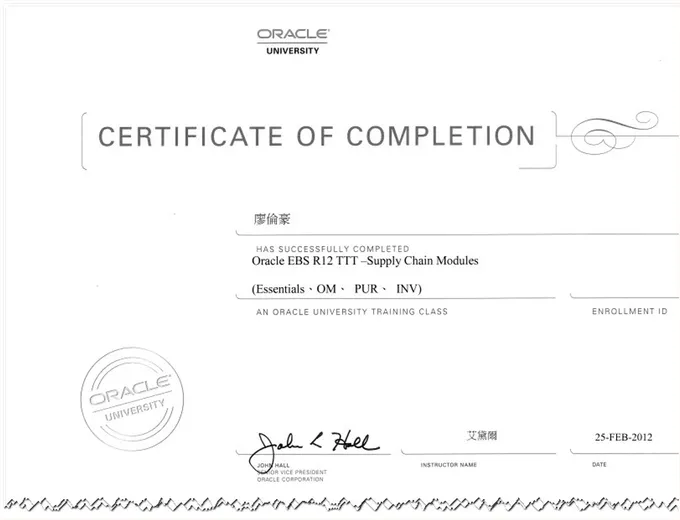 ORACLE
UNIVERSITY
CERTIFICATE OF COMPLETION
廖倫豪
HAS SUCCESSFULLY COMPLETED
Oracle EBS R12 TTT –Supply Chain Modules
(Essentials、OM、 PUR、 INV)
AN ORACLE UNIVERSITY TRAINING CLASS
ENROLLMENT ID
ORACLE
UNIVERSITY
John L Hall
艾黛爾
25-FEB-2012
JOHN HALL
SENIOR VICE PRESIDENT
ORACLE CORPORATION
INSTRUCTOR NAME
DATE